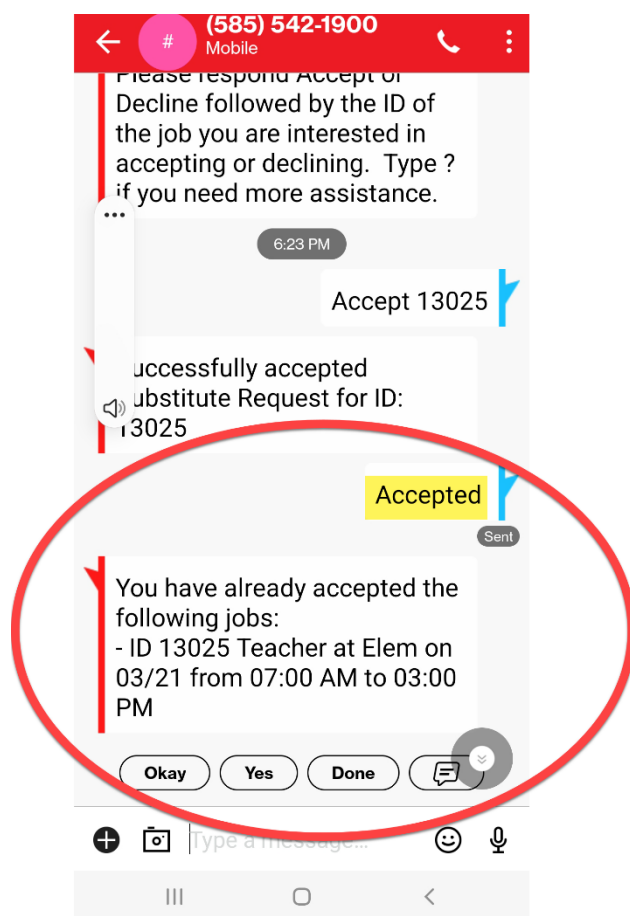 (585) 542-1900
#
Mobile
Please respond Accept or
Decline followed by the ID of
the job you are interested in
accepting or declining. Type ?
if you need more assistance.
6:23 PM
Accept 13025
uccessfully accepted
ubstitute Request for ID:
13025
Accepted
Sent
You have already accepted the
following jobs:
- ID 13025 Teacher at Elem on
03/21 from 07:00 AM to 03:00
PM
Okay
Yes
Done
Type a message...